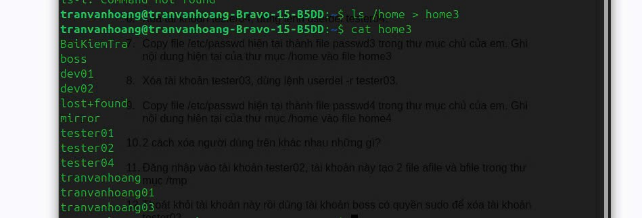 tranvanhoang@tranvanhoang-Bravo-15-B5DD:~$ ls /home > home3
tranvanhoang@tranvanhoang-Bravo-15-B5DD:~$ cat home3
BaiKiemTra
7. Copy file /etc/passwd hiện tại thành file passwd3 trong thư mục chủ của em. Ghi
boss
nội dung hiện tại của thư mục /home vào file home3
dev01
dev02
8. Xóa tài khoản tester03, dùng lệnh userdel -r tester03.
lost+found
9. Copy file /etc/passwd hiện tại thành file passwd4 trong thư mục chủ của em. Ghi
mirror
nội dung hiện tại của thư mục /home vào file home4
tester01
tester02
10. 2 cách xóa người dùng trên khác nhau những gì?
tester04
11. Đăng nhập vào tài khoản tester02, tài khoản này tạo 2 file afile và bfile trong thư
tranvanhoang
mục /tmp
tranvanhoang01
tranvanhoang03
khỏi tài khoản này rồi dùng tài khoản boss có quyền sudo để xóa tài khoản